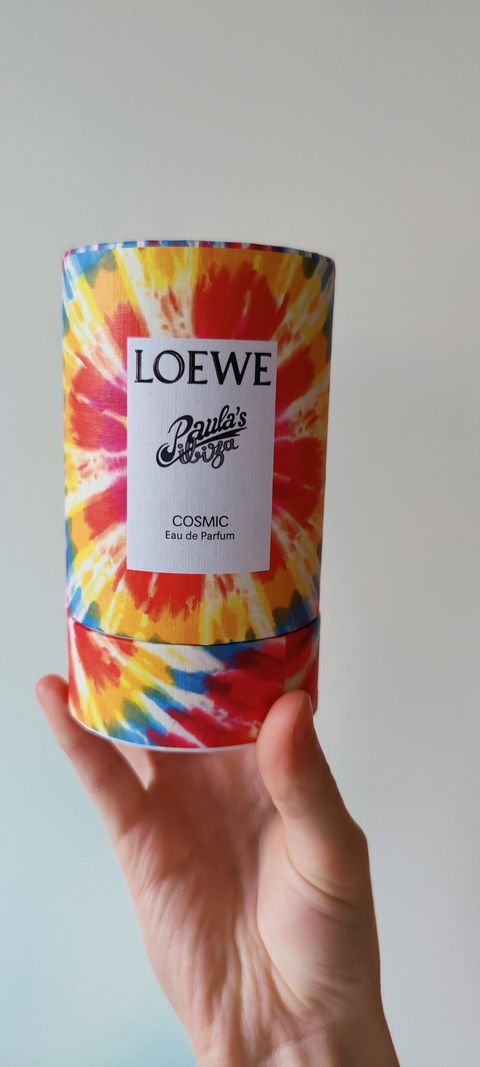 LOEWE
Paula's
ibiza
COSMIC
Eau de Parfum